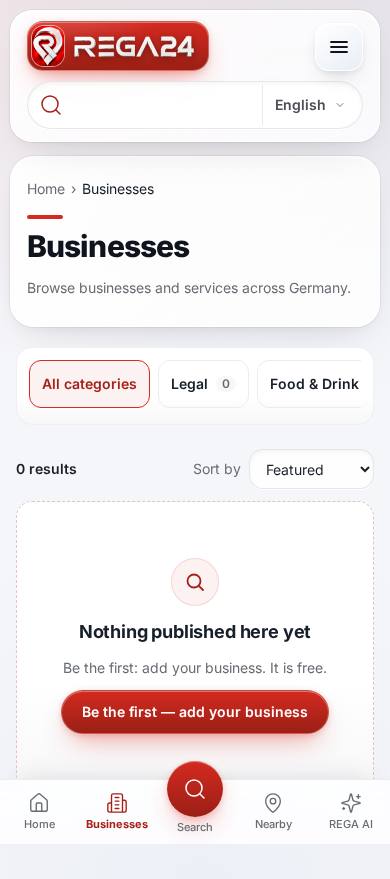 REGA24
English
Home › Businesses
Businesses
Browse businesses and services across Germany.
All categories
Legal 0
Food & Drink
0 results
Sort by Featured
Nothing published here yet
Be the first: add your business. It is free.
Be the first — add your business
Home
Businesses
Search
Nearby
REGA AI